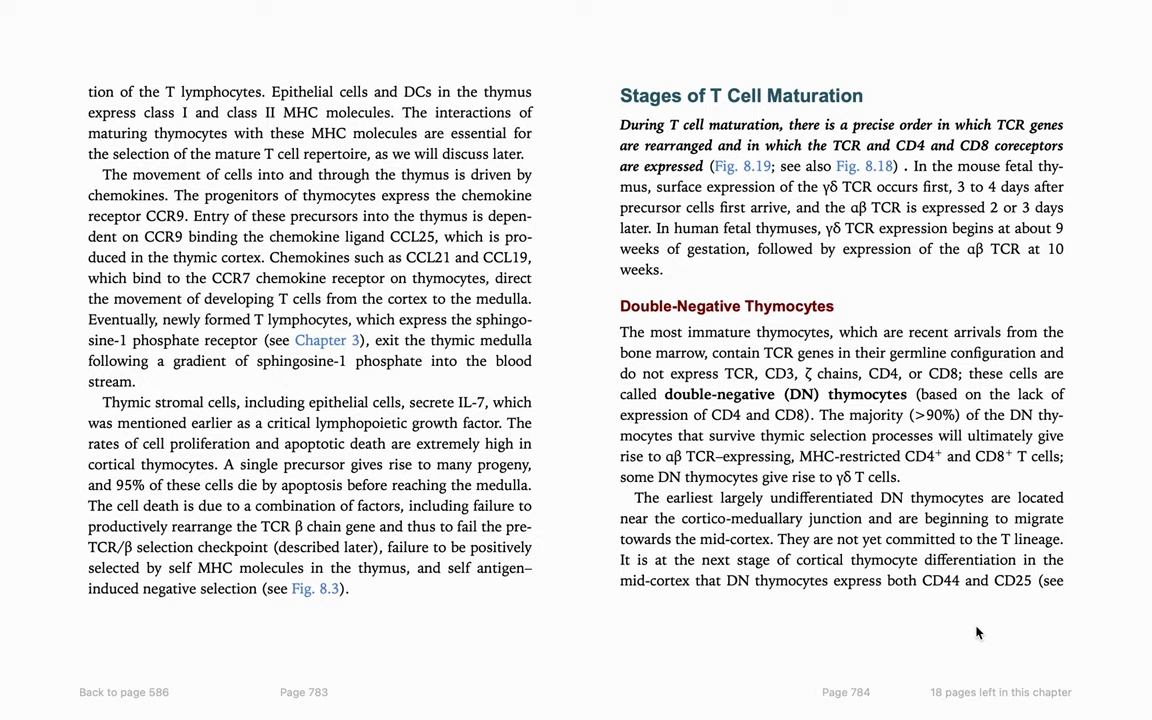 tion of the T lymphocytes. Epithelial cells and DCs in the thymus
express class I and class II MHC molecules. The interactions of
maturing thymocytes with these MHC molecules are essential for
the selection of the mature T cell repertoire, as we will discuss later.
The movement of cells into and through the thymus is driven by
chemokines. The progenitors of thymocytes express the chemokine
receptor CCR9. Entry of these precursors into the thymus is depen-
dent on CCR9 binding the chemokine ligand CCL25, which is pro-
duced in the thymic cortex. Chemokines such as CCL21 and CCL19,
which bind to the CCR7 chemokine receptor on thymocytes, direct
the movement of developing T cells from the cortex to the medulla.
Eventually, newly formed T lymphocytes, which express the sphingo-
sine-1 phosphate receptor (see Chapter 3), exit the thymic medulla
following a gradient of sphingosine-1 phosphate into the blood
stream.
Thymic stromal cells, including epithelial cells, secrete IL-7, which
was mentioned earlier as a critical lymphopoietic growth factor. The
rates of cell proliferation and apoptotic death are extremely high in
cortical thymocytes. A single precursor gives rise to many progeny,
and 95% of these cells die by apoptosis before reaching the medulla.
The cell death is due to a combination of factors, including failure to
productively rearrange the TCR β chain gene and thus to fail the pre-
TCR/β selection checkpoint (described later), failure to be positively
selected by self MHC molecules in the thymus, and self antigen–
induced negative selection (see Fig. 8.3).
Back to page 586
Page 783
Stages of T Cell Maturation
During T cell maturation, there is a precise order in which TCR genes
are rearranged and in which the TCR and CD4 and CD8 coreceptors
are expressed (Fig. 8.19; see also Fig. 8.18) . In the mouse fetal thy-
mus, surface expression of the γδ TCR occurs first, 3 to 4 days after
precursor cells first arrive, and the αβ TCR is expressed 2 or 3 days
later. In human fetal thymuses, γδ TCR expression begins at about 9
weeks of gestation, followed by expression of the αβ TCR at 10
weeks.
Double-Negative Thymocytes
The most immature thymocytes, which are recent arrivals from the
bone marrow, contain TCR genes in their germline configuration and
do not express TCR, CD3, ζ chains, CD4, or CD8; these cells are
called double-negative (DN) thymocytes (based on the lack of
expression of CD4 and CD8). The majority (>90%) of the DN thy-
mocytes that survive thymic selection processes will ultimately give
rise to αβ TCR–expressing, MHC-restricted CD4⁺ and CD8⁺ T cells;
some DN thymocytes give rise to γδ T cells.
The earliest largely undifferentiated DN thymocytes are located
near the cortico-meduallary junction and are beginning to migrate
towards the mid-cortex. They are not yet committed to the T lineage.
It is at the next stage of cortical thymocyte differentiation in the
mid-cortex that DN thymocytes express both CD44 and CD25 (see
Page 784
18 pages left in this chapter